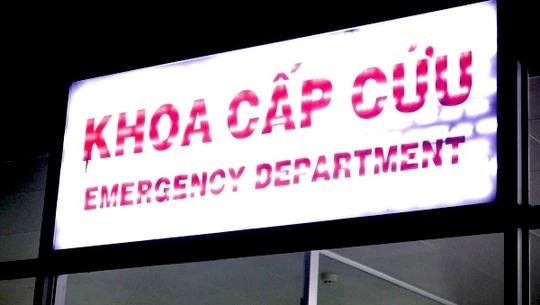 KHOA CẤP CỨU
EMERGENCY DEPARTMENT